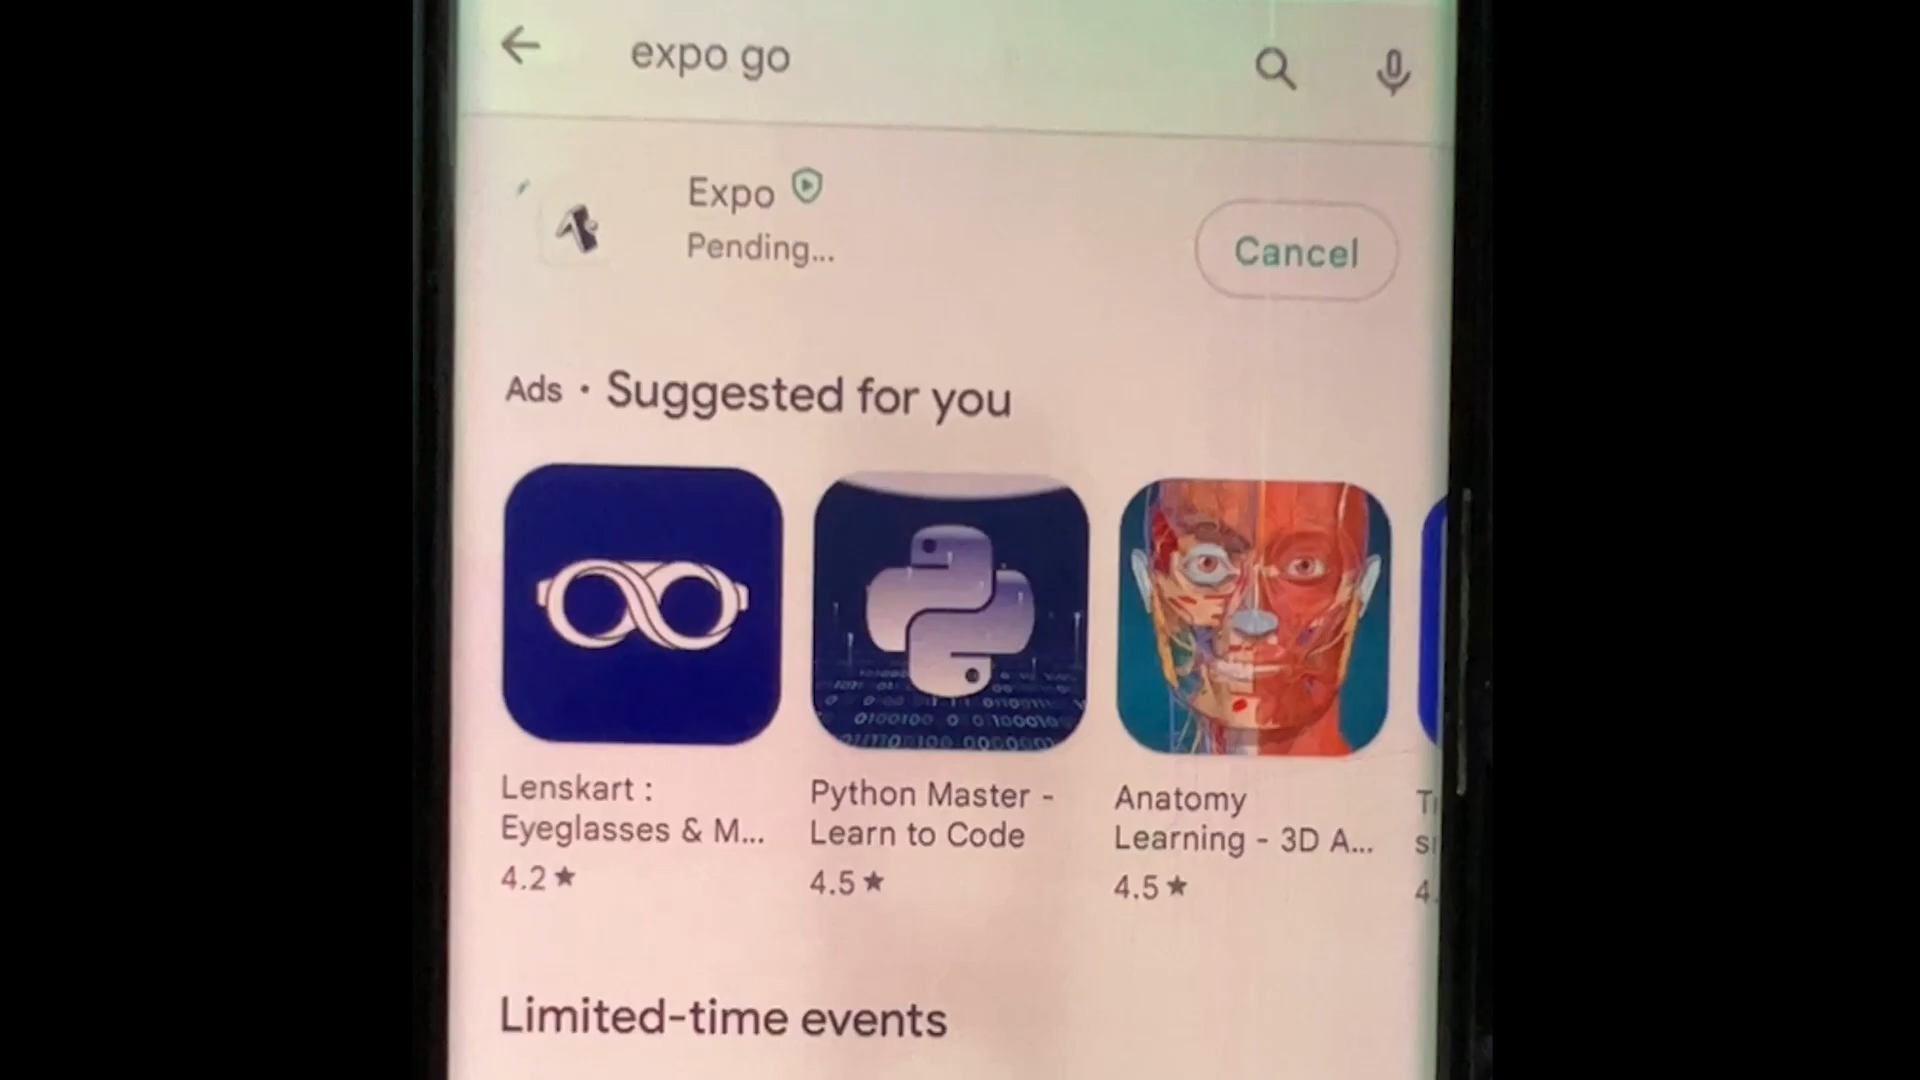 expo go
Expo
Pending...
Cancel
Ads • Suggested for you
Lenskart :
Eyeglasses & M...
4.2★
Python Master -
Learn to Code
4.5★
Anatomy
Learning - 3D A...
4.5★
4.
Limited-time events